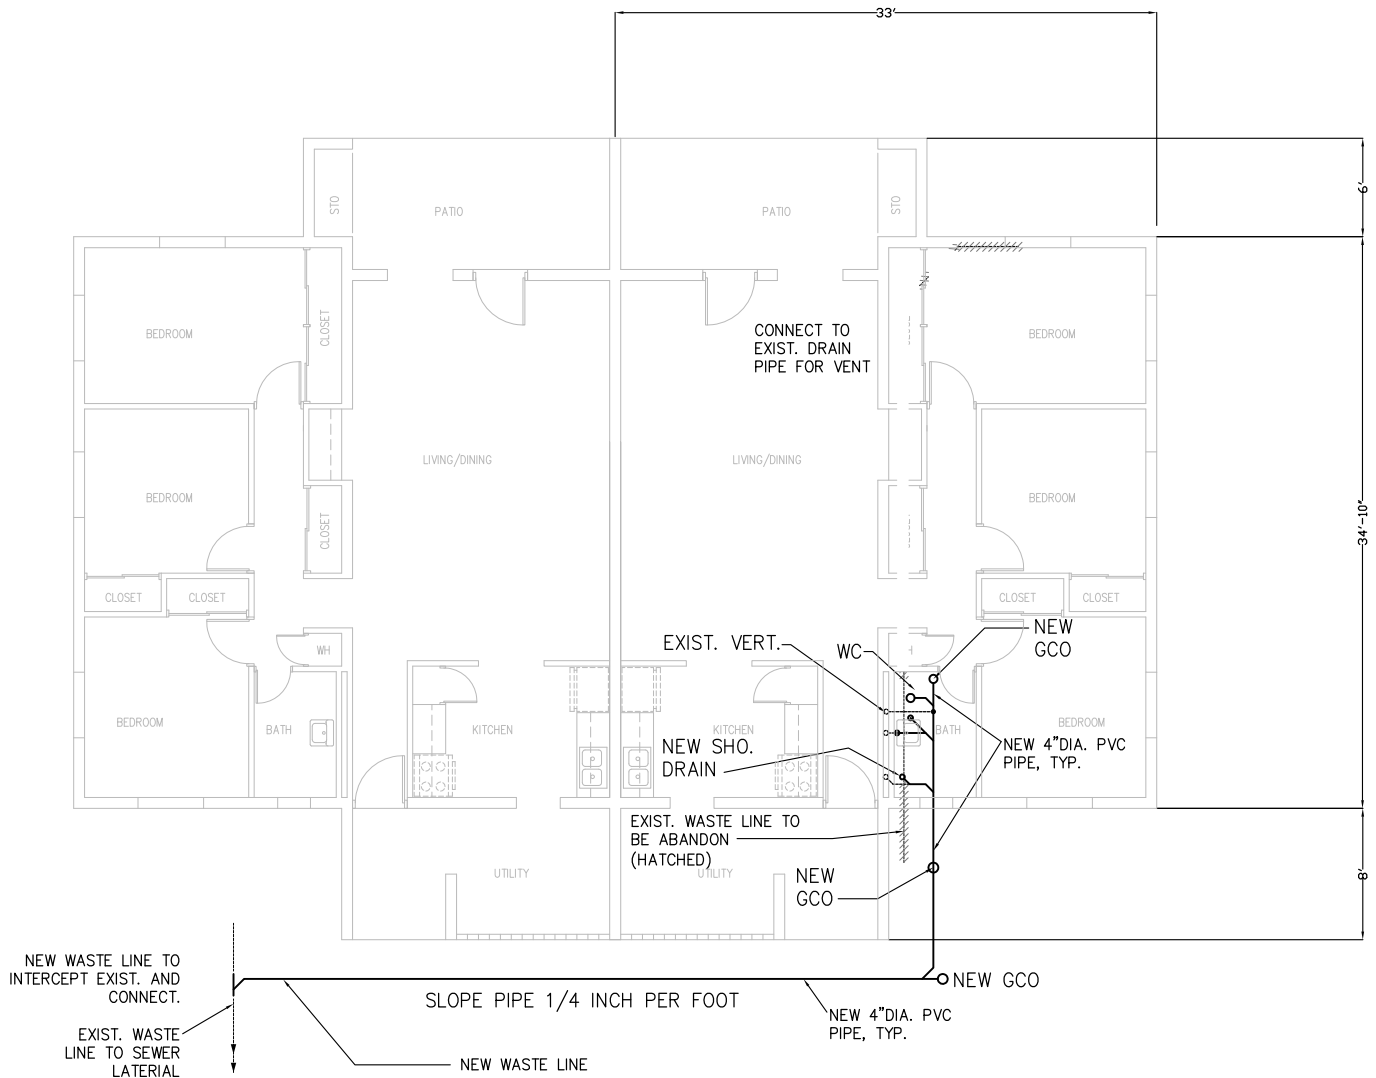 33'
6'
STO
PATIO
PATIO
STO
BEDROOM
CLOSET
CONNECT TO
EXIST. DRAIN
PIPE FOR VENT
BEDROOM
LIVING/DINING
LIVING/DINING
BEDROOM
CLOSET
BEDROOM
34'-10"
CLOSET
CLOSET
CLOSET
CLOSET
WH
EXIST. VERT.
WC
H
NEW
GCO
BEDROOM
BATH
KITCHEN
KITCHEN
BATH
BEDROOM
NEW SHO.
DRAIN
NEW 4"DIA. PVC
PIPE, TYP.
EXIST. WASTE LINE TO
BE ABANDON
(HATCHED)
UTILITY
UTILITY
NEW
GCO
8'
NEW WASTE LINE TO
INTERCEPT EXIST. AND
CONNECT.
NEW GCO
SLOPE PIPE 1/4 INCH PER FOOT
NEW 4"DIA. PVC
PIPE, TYP.
EXIST. WASTE
LINE TO SEWER
LATERIAL
NEW WASTE LINE